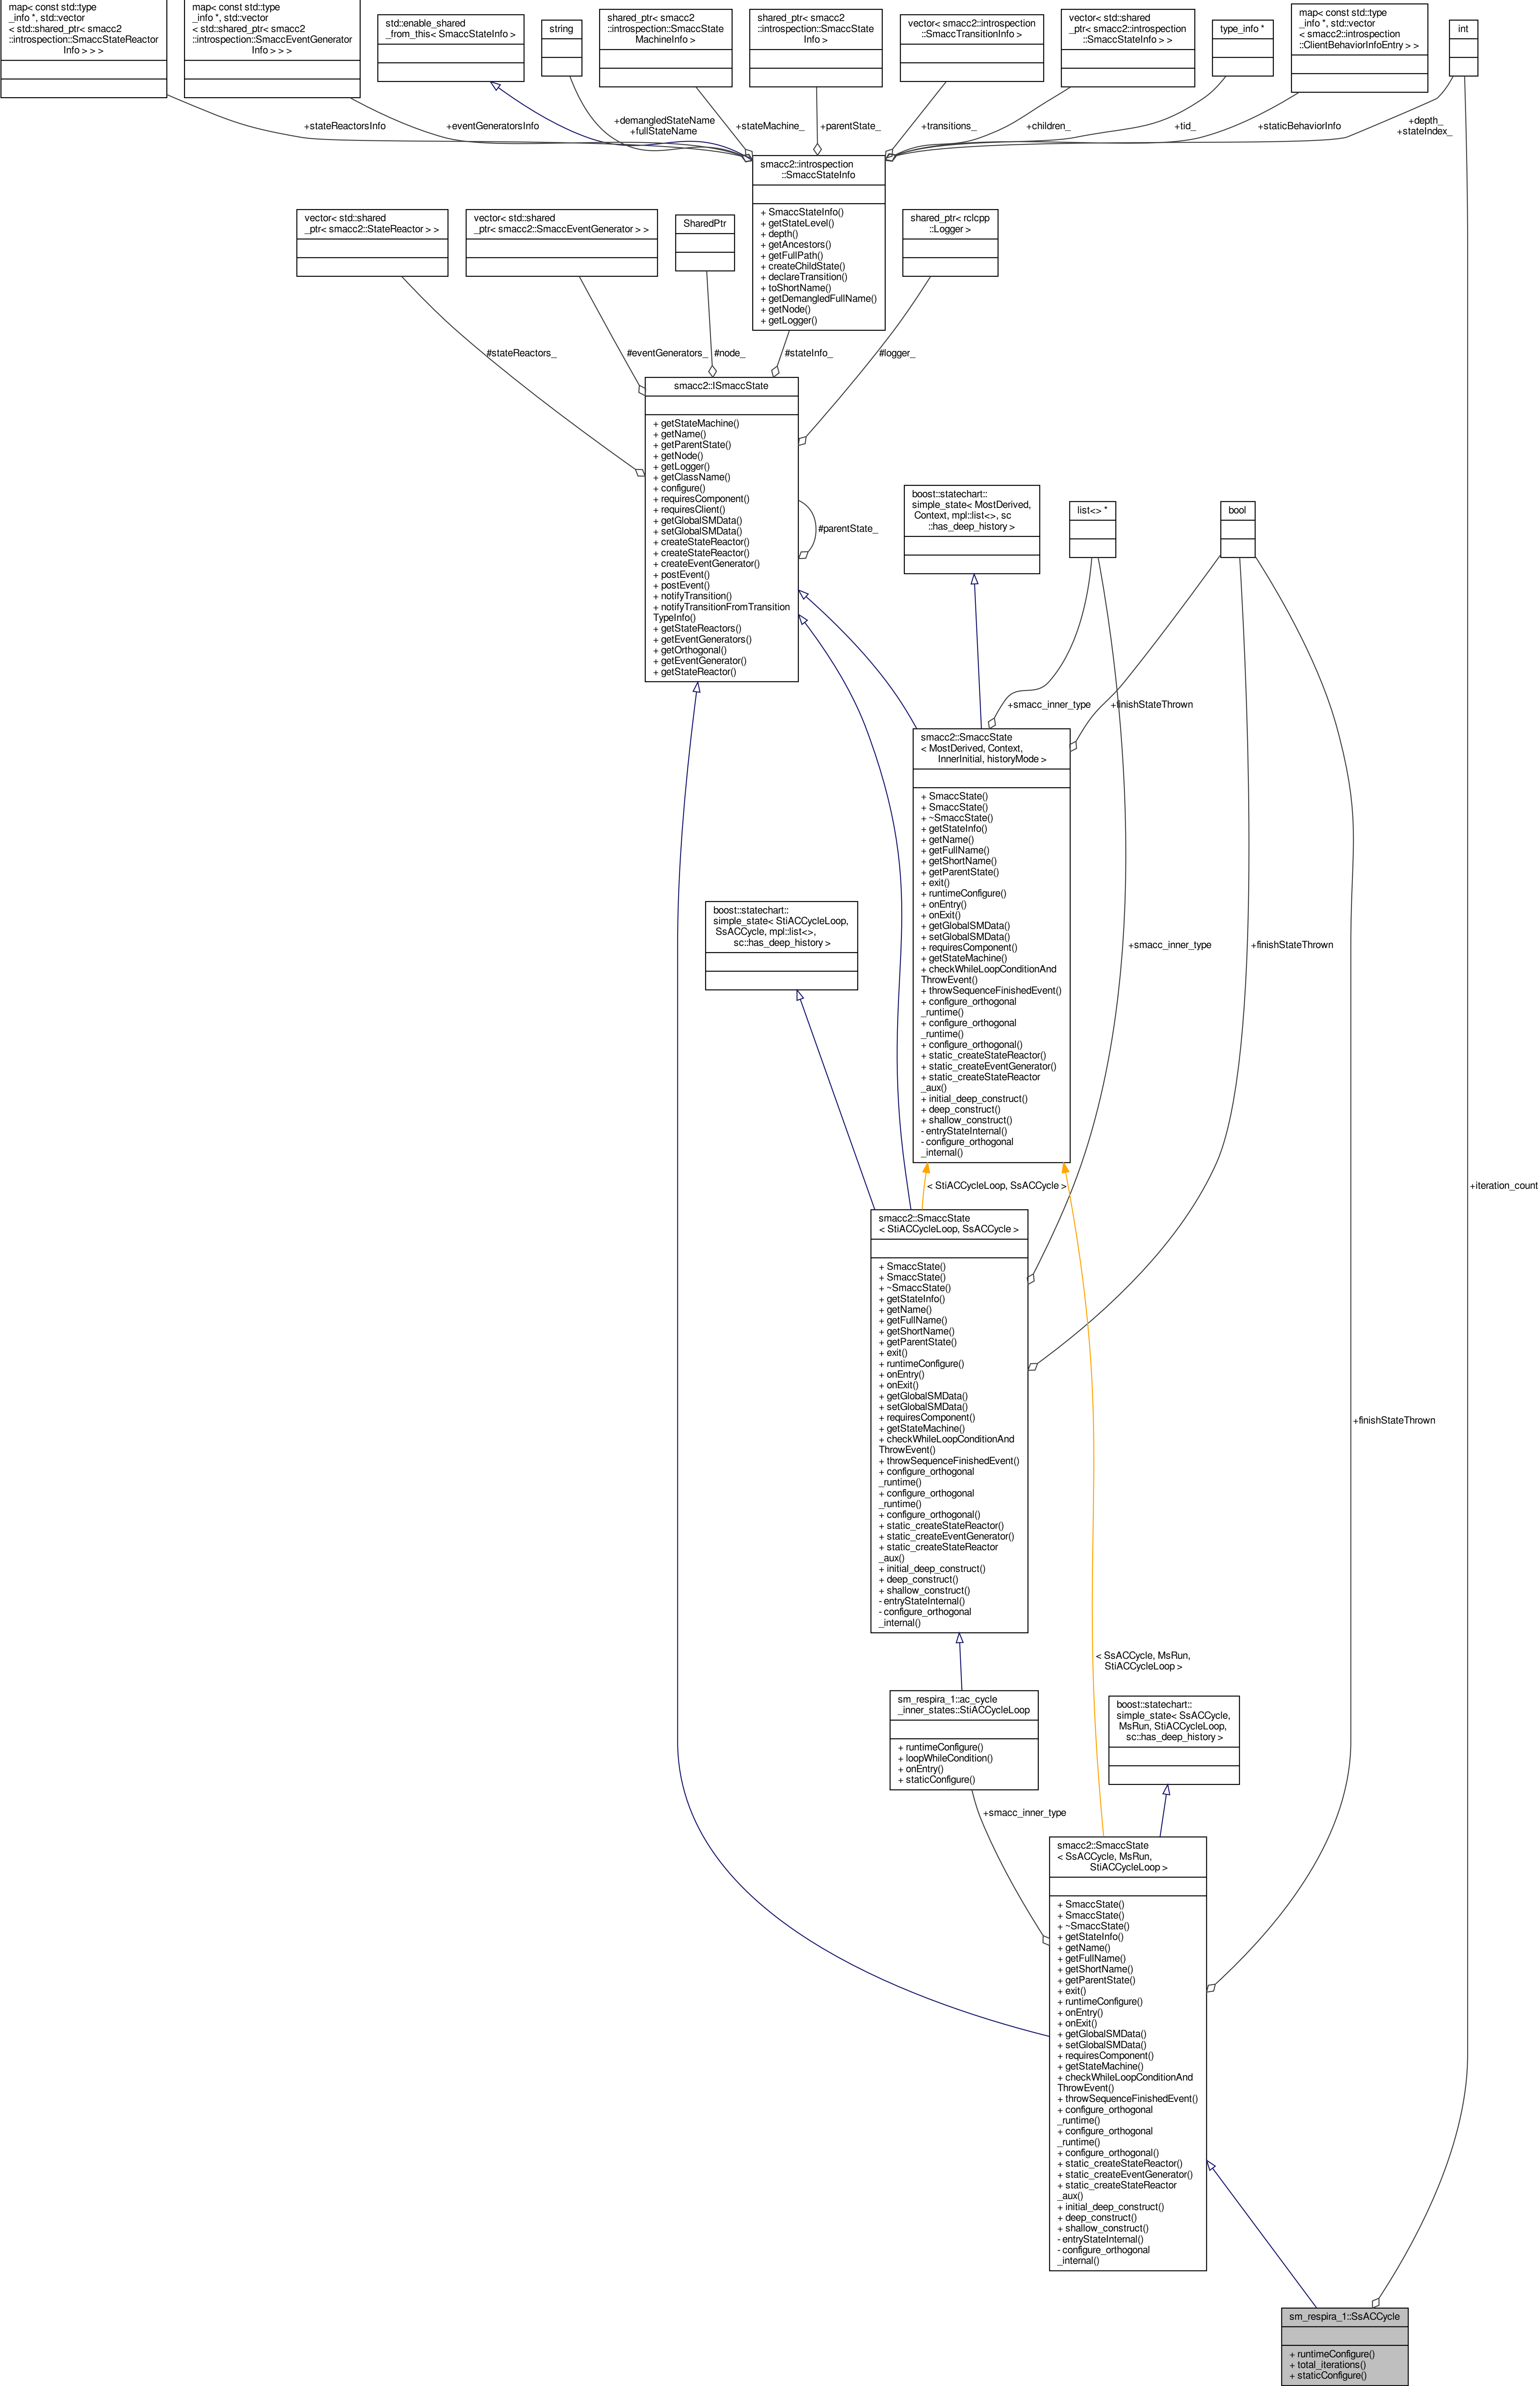 map< const std::type
_info *, std::vector
< std::shared_ptr< smacc2
::introspection::SmaccStateReactor
Info > > >
map< const std::type
_info *, std::vector
< std::shared_ptr< smacc2
::introspection::SmaccEventGenerator
Info > > >
std::enable_shared
_from_this< SmaccStateInfo >
string
shared_ptr< smacc2
::introspection::SmaccState
MachineInfo >
shared_ptr< smacc2
::introspection::SmaccState
Info >
vector< smacc2::introspection
::SmaccTransitionInfo >
vector< std::shared
_ptr< smacc2::introspection
::SmaccStateInfo > >
type_info *
map< const std::type
_info *, std::vector
< smacc2::introspection
::ClientBehaviorInfoEntry > >
int
+stateReactorsInfo
+eventGeneratorsInfo
+demangledStateName
+fullStateName
+stateMachine_
+parentState_
+transitions_
+children_
+tid_
+staticBehaviorInfo
+depth_
+stateIndex_
smacc2::introspection
::SmaccStateInfo
+ SmaccStateInfo()
+ getStateLevel()
+ depth()
+ getAncestors()
+ getFullPath()
+ createChildState()
+ declareTransition()
+ toShortName()
+ getDemangledFullName()
+ getNode()
+ getLogger()
vector< std::shared
_ptr< smacc2::StateReactor > >
vector< std::shared
_ptr< smacc2::SmaccEventGenerator > >
SharedPtr
shared_ptr< rclcpp
::Logger >
#stateReactors_
#eventGenerators_
#node_
#stateInfo_
#logger_
smacc2::ISmaccState
+ getStateMachine()
+ getName()
+ getParentState()
+ getNode()
+ getLogger()
+ getClassName()
+ configure()
+ requiresComponent()
+ requiresClient()
+ getGlobalSMData()
+ setGlobalSMData()
+ createStateReactor()
+ createStateReactor()
+ createEventGenerator()
+ postEvent()
+ postEvent()
+ notifyTransition()
+ notifyTransitionFromTransition
TypeInfo()
+ getStateReactors()
+ getEventGenerators()
+ getOrthogonal()
+ getEventGenerator()
+ getStateReactor()
#parentState_
boost::statechart::
simple_state< MostDerived,
Context, mpl::list<>, sc
::has_deep_history >
list<> *
bool
+smacc_inner_type
+finishStateThrown
smacc2::SmaccState
< MostDerived, Context,
InnerInitial, historyMode >
+ SmaccState()
+ SmaccState()
+ ~SmaccState()
+ getStateInfo()
+ getName()
+ getFullName()
+ getShortName()
+ getParentState()
+ exit()
+ runtimeConfigure()
+ onEntry()
+ onExit()
+ getGlobalSMData()
+ setGlobalSMData()
+ requiresComponent()
+ getStateMachine()
+ checkWhileLoopConditionAnd
ThrowEvent()
+ throwSequenceFinishedEvent()
+ configure_orthogonal
_runtime()
+ configure_orthogonal
_runtime()
+ configure_orthogonal()
+ static_createStateReactor()
+ static_createEventGenerator()
+ static_createStateReactor
_aux()
+ initial_deep_construct()
+ deep_construct()
+ shallow_construct()
- entryStateInternal()
- configure_orthogonal
_internal()
boost::statechart::
simple_state< StiACCycleLoop,
SsACCycle, mpl::list<>,
sc::has_deep_history >
+smacc_inner_type
+finishStateThrown
< StiACCycleLoop, SsACCycle >
+iteration_count
smacc2::SmaccState
< StiACCycleLoop, SsACCycle >
+ SmaccState()
+ SmaccState()
+ ~SmaccState()
+ getStateInfo()
+ getName()
+ getFullName()
+ getShortName()
+ getParentState()
+ exit()
+ runtimeConfigure()
+ onEntry()
+ onExit()
+ getGlobalSMData()
+ setGlobalSMData()
+ requiresComponent()
+ getStateMachine()
+ checkWhileLoopConditionAnd
ThrowEvent()
+ throwSequenceFinishedEvent()
+ configure_orthogonal
_runtime()
+ configure_orthogonal
_runtime()
+ configure_orthogonal()
+ static_createStateReactor()
+ static_createEventGenerator()
+ static_createStateReactor
_aux()
+ initial_deep_construct()
+ deep_construct()
+ shallow_construct()
- entryStateInternal()
- configure_orthogonal
_internal()
+finishStateThrown
< SsACCycle, MsRun,
StiACCycleLoop >
sm_respira_1::ac_cycle
_inner_states::StiACCycleLoop
+ runtimeConfigure()
+ loopWhileCondition()
+ onEntry()
+ staticConfigure()
boost::statechart::
simple_state< SsACCycle,
MsRun, StiACCycleLoop,
sc::has_deep_history >
+smacc_inner_type
smacc2::SmaccState
< SsACCycle, MsRun,
StiACCycleLoop >
+ SmaccState()
+ SmaccState()
+ ~SmaccState()
+ getStateInfo()
+ getName()
+ getFullName()
+ getShortName()
+ getParentState()
+ exit()
+ runtimeConfigure()
+ onEntry()
+ onExit()
+ getGlobalSMData()
+ setGlobalSMData()
+ requiresComponent()
+ getStateMachine()
+ checkWhileLoopConditionAnd
ThrowEvent()
+ throwSequenceFinishedEvent()
+ configure_orthogonal
_runtime()
+ configure_orthogonal
_runtime()
+ configure_orthogonal()
+ static_createStateReactor()
+ static_createEventGenerator()
+ static_createStateReactor
_aux()
+ initial_deep_construct()
+ deep_construct()
+ shallow_construct()
- entryStateInternal()
- configure_orthogonal
_internal()
sm_respira_1::SsACCycle
+ runtimeConfigure()
+ total_iterations()
+ staticConfigure()